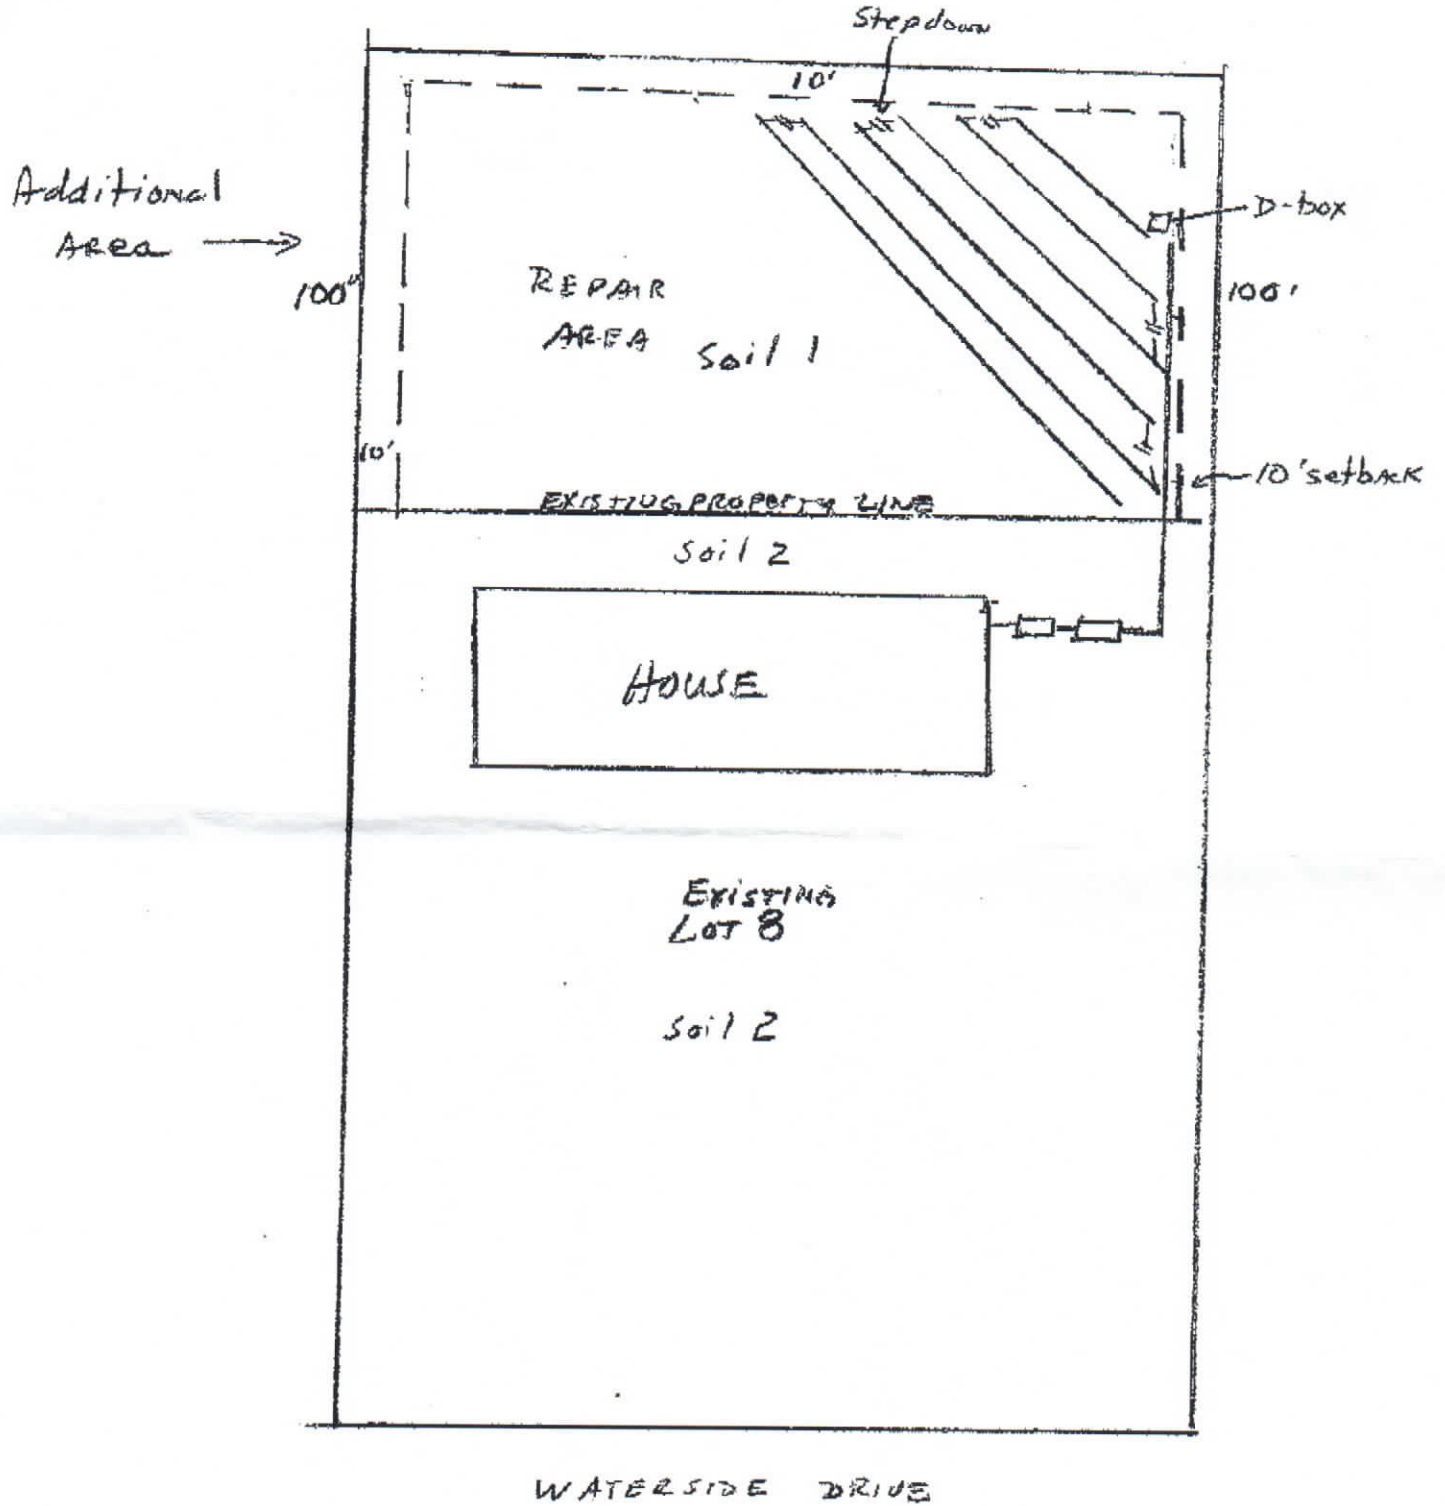 Stepdown
10'
Additional
Area
D-box
100"
REPAIR
AREA
Soil 1
100'
10'
10' setback
EXISTIUG PROPERTY LINE
Soil 2
HOUSE
EXISTING
LOT 8
Soil 2
WATERSIDE DRIVE